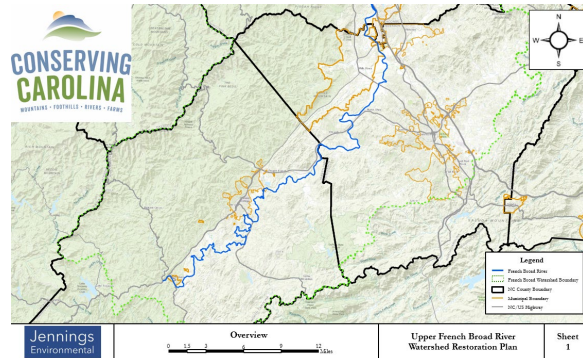 CONSERVING
CAROLINA
MOUNTAINS • FOOTHILLS • RIVERS • FARMS
N
W
E
S
Legend
French Broad River
French Broad Watershed Boundary
NC County Boundary
Municipal Boundary
NC/US Highway
Jennings
Environmental
Overview
0
1.5
3
6
9
12
Miles
Upper French Broad River
Watershed Restoration Plan
Sheet
1